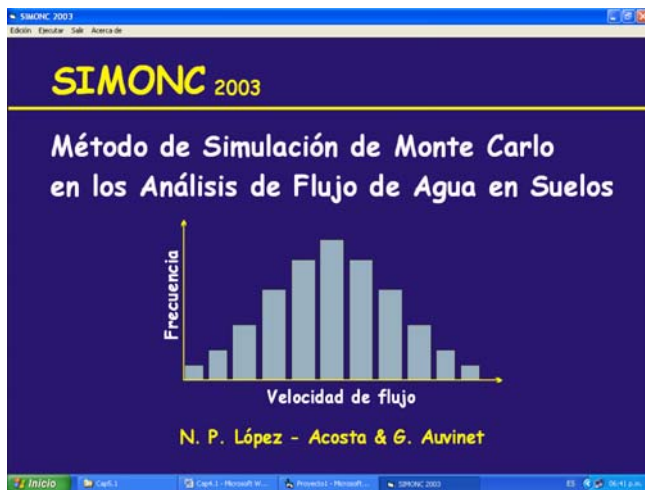 SIMONC 2003
Edición Ejecutar Salir Acerca de
SIMONC 2003
Método de Simulación de Monte Carlo
en los Análisis de Flujo de Agua en Suelos
Frecuencia
Velocidad de flujo
N. P. López - Acosta & G. Auvinet
Inicio Cap6.1 Cap4.1 - Microsoft W... Proyecto1 - Microsoft... SIMONC 2003 ES 06:41 p.m.